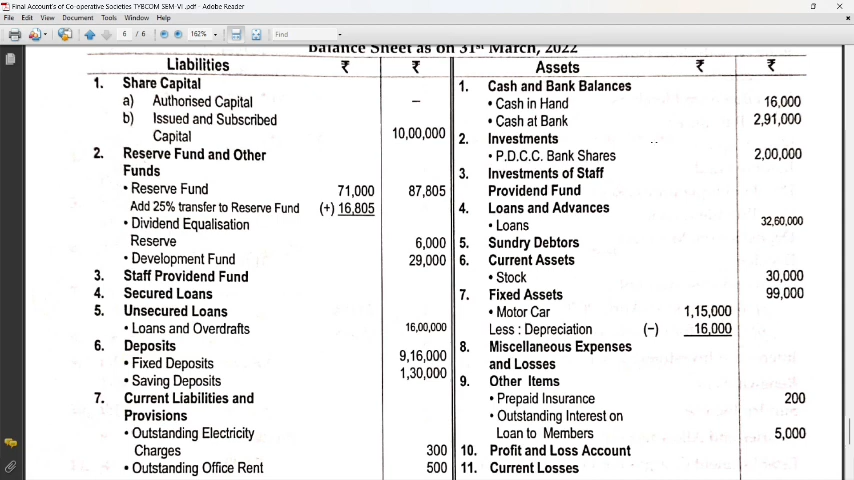 Final Account's of Co-operative Societies TYBCOM SEM VI .pdf - Adobe Reader
File Edit View Document Tools Window Help
6 / 6 162% Find
Balance Sheet as on 31st March, 2022
Liabilities ₹ ₹ Assets ₹ ₹
1. Share Capital
a) Authorised Capital –
b) Issued and Subscribed
Capital 10,00,000
2. Reserve Fund and Other
Funds
• Reserve Fund 71,000 87,805
Add 25% transfer to Reserve Fund (+) 16,805
• Dividend Equalisation
Reserve 6,000
• Development Fund 29,000
3. Staff Provident Fund
4. Secured Loans
5. Unsecured Loans
• Loans and Overdrafts 16,00,000
6. Deposits
• Fixed Deposits 9,16,000
• Saving Deposits 1,30,000
7. Current Liabilities and
Provisions
• Outstanding Electricity
Charges 300
• Outstanding Office Rent 500
1. Cash and Bank Balances
• Cash in Hand 16,000
• Cash at Bank 2,91,000
2. Investments
• P.D.C.C. Bank Shares 2,00,000
3. Investments of Staff
Providend Fund
4. Loans and Advances
• Loans 32,60,000
5. Sundry Debtors
6. Current Assets
• Stock 30,000
7. Fixed Assets 99,000
• Motor Car 1,15,000
Less : Depreciation (–) 16,000
8. Miscellaneous Expenses
and Losses
9. Other Items
• Prepaid Insurance 200
• Outstanding Interest on
Loan to Members 5,000
10. Profit and Loss Account
11. Current Losses